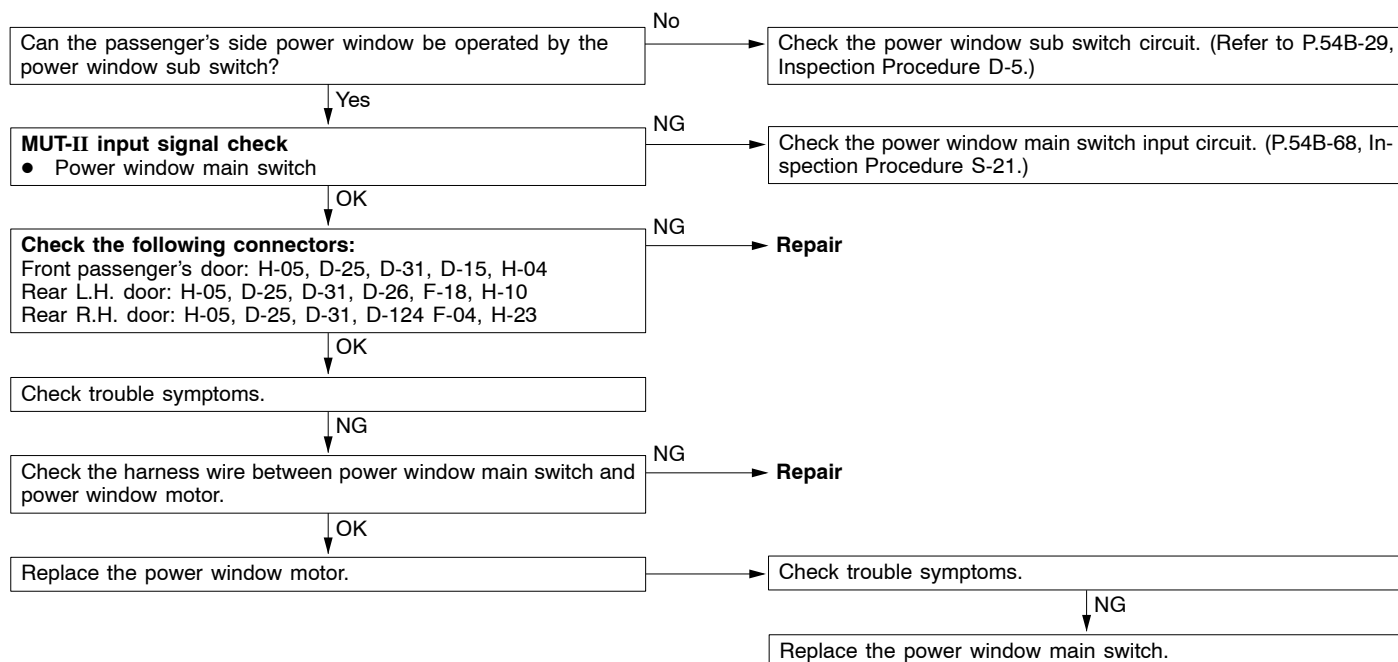 Can the passenger's side power window be operated by the
power window sub switch?
No
Check the power window sub switch circuit. (Refer to P.54B-29,
Inspection Procedure D-5.)
Yes
MUT-II input signal check
● Power window main switch
NG
Check the power window main switch input circuit. (P.54B-68, In-
spection Procedure S-21.)
OK
Check the following connectors:
Front passenger's door: H-05, D-25, D-31, D-15, H-04
Rear L.H. door: H-05, D-25, D-31, D-26, F-18, H-10
Rear R.H. door: H-05, D-25, D-31, D-124 F-04, H-23
NG
Repair
OK
Check trouble symptoms.
NG
Check the harness wire between power window main switch and
power window motor.
NG
Repair
OK
Replace the power window motor.
Check trouble symptoms.
NG
Replace the power window main switch.